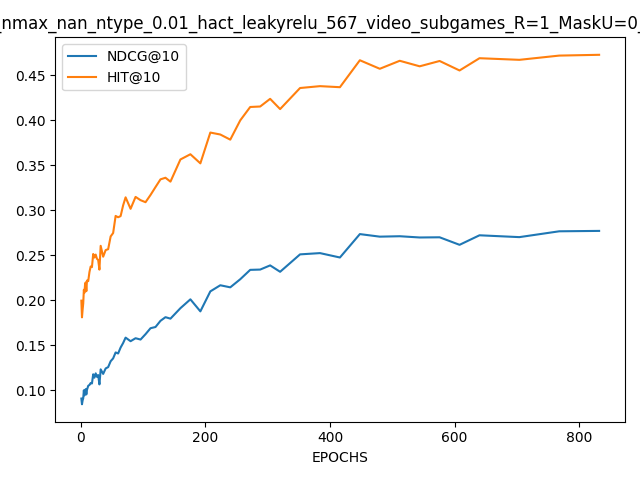 _nmax_nan_ntype_0.01_hact_leakyrelu_567_video_subgames_R=1_MaskU=0_
NDCG@10
HIT@10
0.45
0.40
0.35
0.30
0.25
0.20
0.15
0.10
0 200 400 600 800
EPOCHS